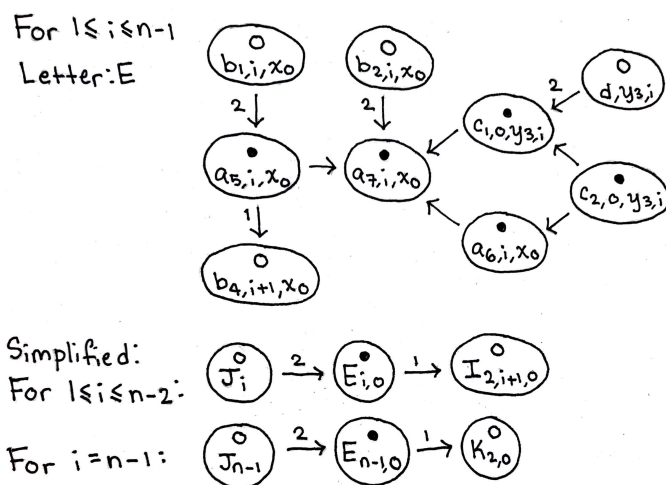 For 1≤i≤n-1
Letter:E
b1,i,x0
b2,i,x0
d,y3,i
2
2
2
c1,0,y3,i
a5,i,x0
a7,i,x0
c2,0,y3,i
1
a6,i,x0
b4,i+1,x0
Simplified:
For 1≤i≤n-2:
Ji
2
Ei,0
1
I2,i+1,0
For i=n-1:
Jn-1
2
En-1,0
1
K2,0